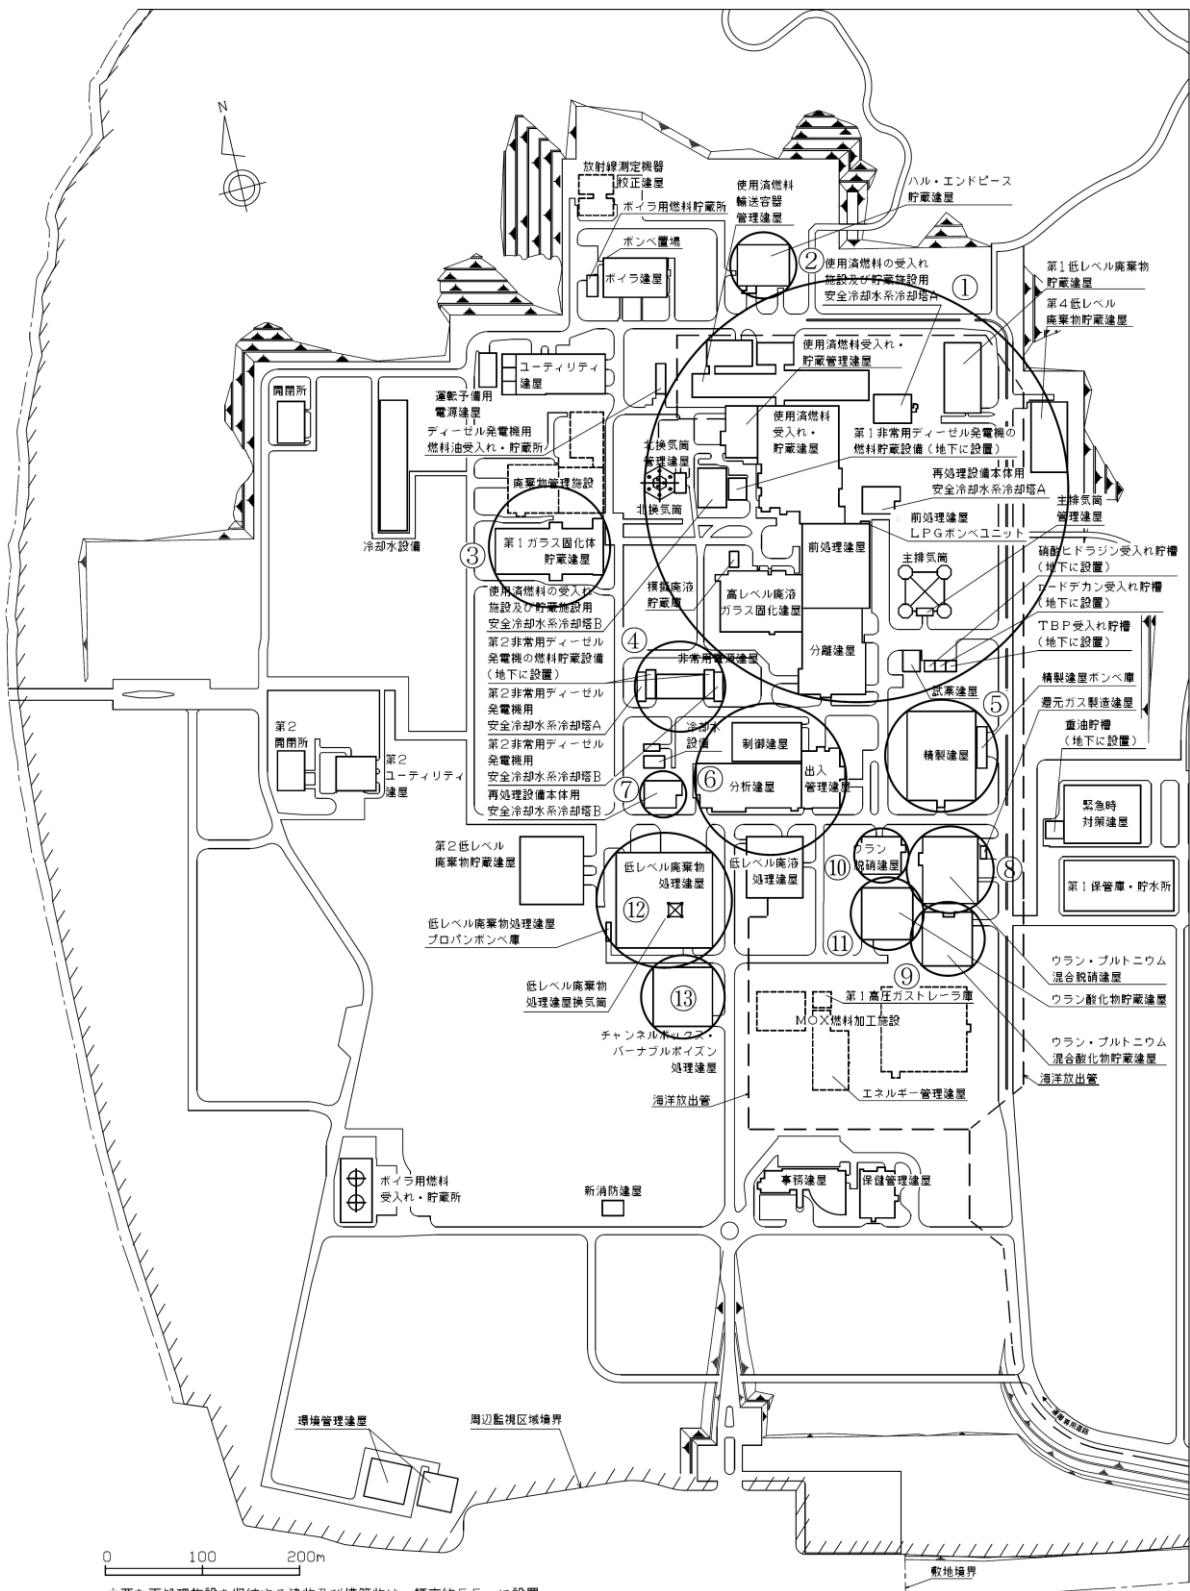 N
放射線測定機器
校正建屋
使用済燃料
輸送容器
管理建屋
ハル・エンドピース
貯蔵建屋
ボイラ用燃料貯蔵所
ボンベ置場
ボイラ建屋
②
使用済燃料の受入れ
施設及び貯蔵施設用
安全冷却水系冷却塔A
①
第1低レベル廃棄物
貯蔵建屋
第4低レベル
廃棄物貯蔵建屋
使用済燃料受入れ・
貯蔵管理建屋
ユーティリティ
建屋
開閉所
運転予備用
電源建屋
ディーゼル発電機用
燃料油受入れ・貯蔵所
使用済燃料
受入れ・
貯蔵建屋
第1非常用ディーゼル発電機の
燃料貯蔵設備(地下に設置)
北換気筒
管理建屋
再処理設備本体用
安全冷却水系冷却塔A
廃棄物管理施設
北換気筒
主排気筒
管理建屋
前処理建屋
LPGボンベユニット
冷却水設備
③
第1ガラス固化体
貯蔵建屋
前処理建屋
主排気筒
硝酸ヒドラジン受入れ貯槽
(地下に設置)
n-ドデカン受入れ貯槽
(地下に設置)
模擬廃液
貯蔵庫
高レベル廃液
ガラス固化建屋
使用済燃料の受入れ
施設及び貯蔵施設用
安全冷却水系冷却塔B
TBP受入れ貯槽
(地下に設置)
④
第2非常用ディーゼル
発電機の燃料貯蔵設備
(地下に設置)
非常用電源建屋
分離建屋
試薬建屋
精製建屋ボンベ庫
還元ガス製造建屋
⑤
第2非常用ディーゼル
発電機用
安全冷却水系冷却塔A
重油貯槽
(地下に設置)
第2
開閉所
第2
ユーティリティ
建屋
第2非常用ディーゼル
発電機用
安全冷却水系冷却塔B
冷却水
設備
制御建屋
精製建屋
⑥
分析建屋
出入
管理建屋
⑦
再処理設備本体用
安全冷却水系冷却塔B
緊急時
対策建屋
第2低レベル
廃棄物貯蔵建屋
低レベル廃棄物
処理建屋
低レベル廃液
処理建屋
⑩
ウラン
脱硝建屋
⑧
第1保管庫・貯水所
⑫
低レベル廃棄物処理建屋
プロパンボンベ庫
⑪
⑨
ウラン・プルトニウム
混合脱硝建屋
低レベル廃棄物
処理建屋換気筒
⑬
第1高圧ガストレーラ庫
ウラン酸化物貯蔵建屋
MOX燃料加工施設
チャンネルボックス・
バーナブルポイズン
処理建屋
ウラン・プルトニウム
混合酸化物貯蔵建屋
海洋放出管
エネルギー管理建屋
海洋放出管
ボイラ用燃料
受入れ・貯蔵所
新消防建屋
事務建屋
保健管理建屋
環境管理建屋
周辺監視区域境界
0 100 200m
敷地境界